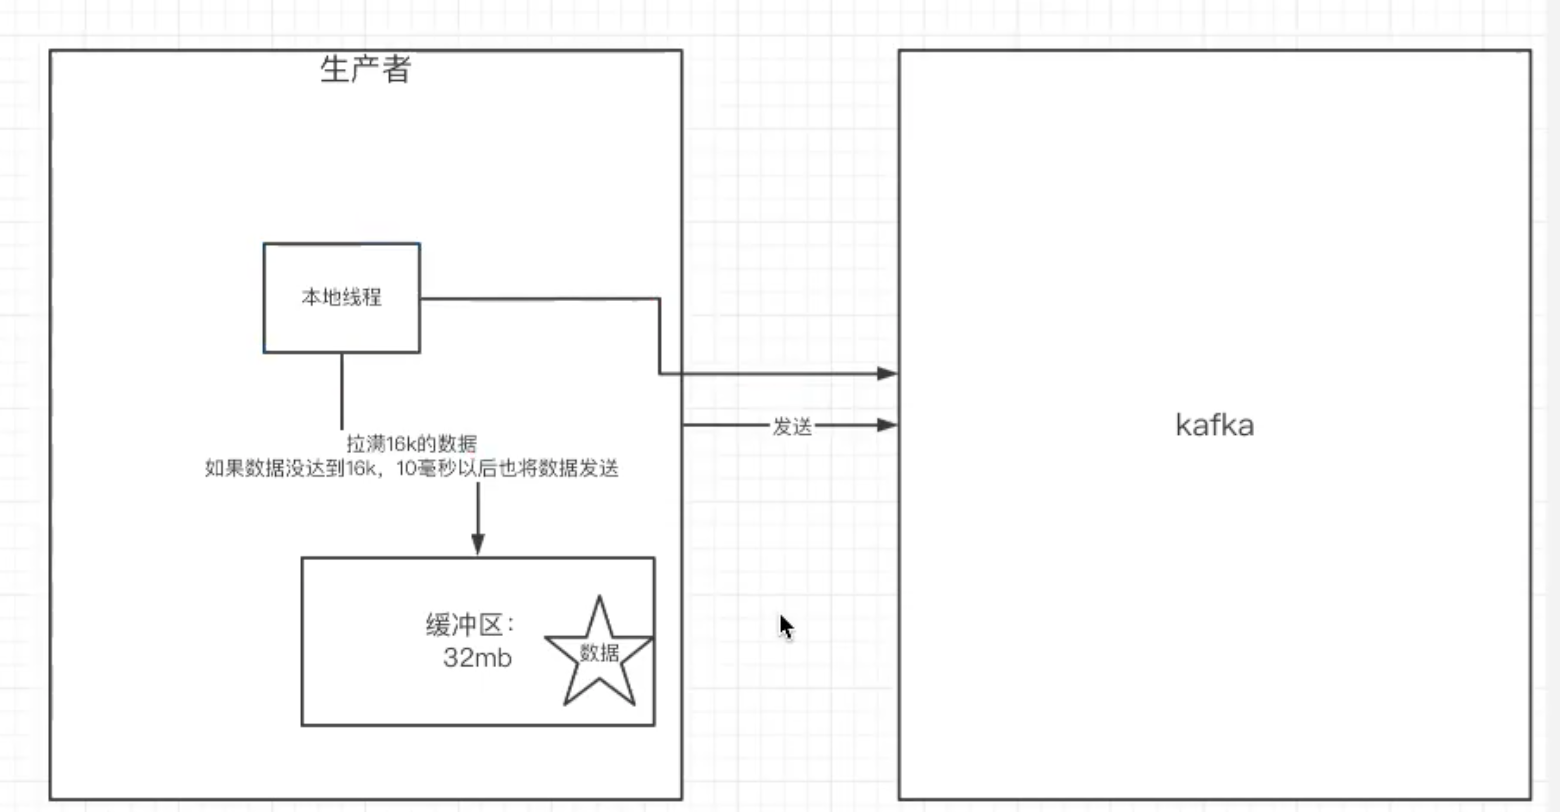 生产者
本地线程
拉满16k的数据
如果数据没达到16k，10毫秒以后也将数据发送
发送
kafka
缓冲区：
32mb
数据